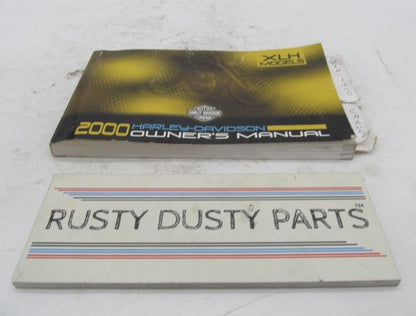 XLH
MODELS
HARLEY-DAVIDSON
2000 OWNER'S MANUAL
RUSTY DUSTY PARTS™